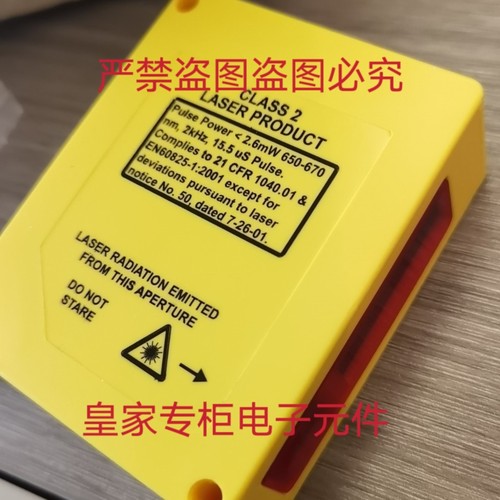 严禁盗图盗图必究
CLASS 2
LASER PRODUCT
Pulse Power < 2.6mW 650-670
nm, 2kHz, 15.5 uS Pulse.
Complies to 21 CFR 1040.01 &
EN60825-1:2001 except for
deviations pursuant to laser
notice No. 50, dated 7-26-01.
LASER RADIATION EMITTED
FROM THIS APERTURE
DO NOT
STARE
皇家专柜电子元件